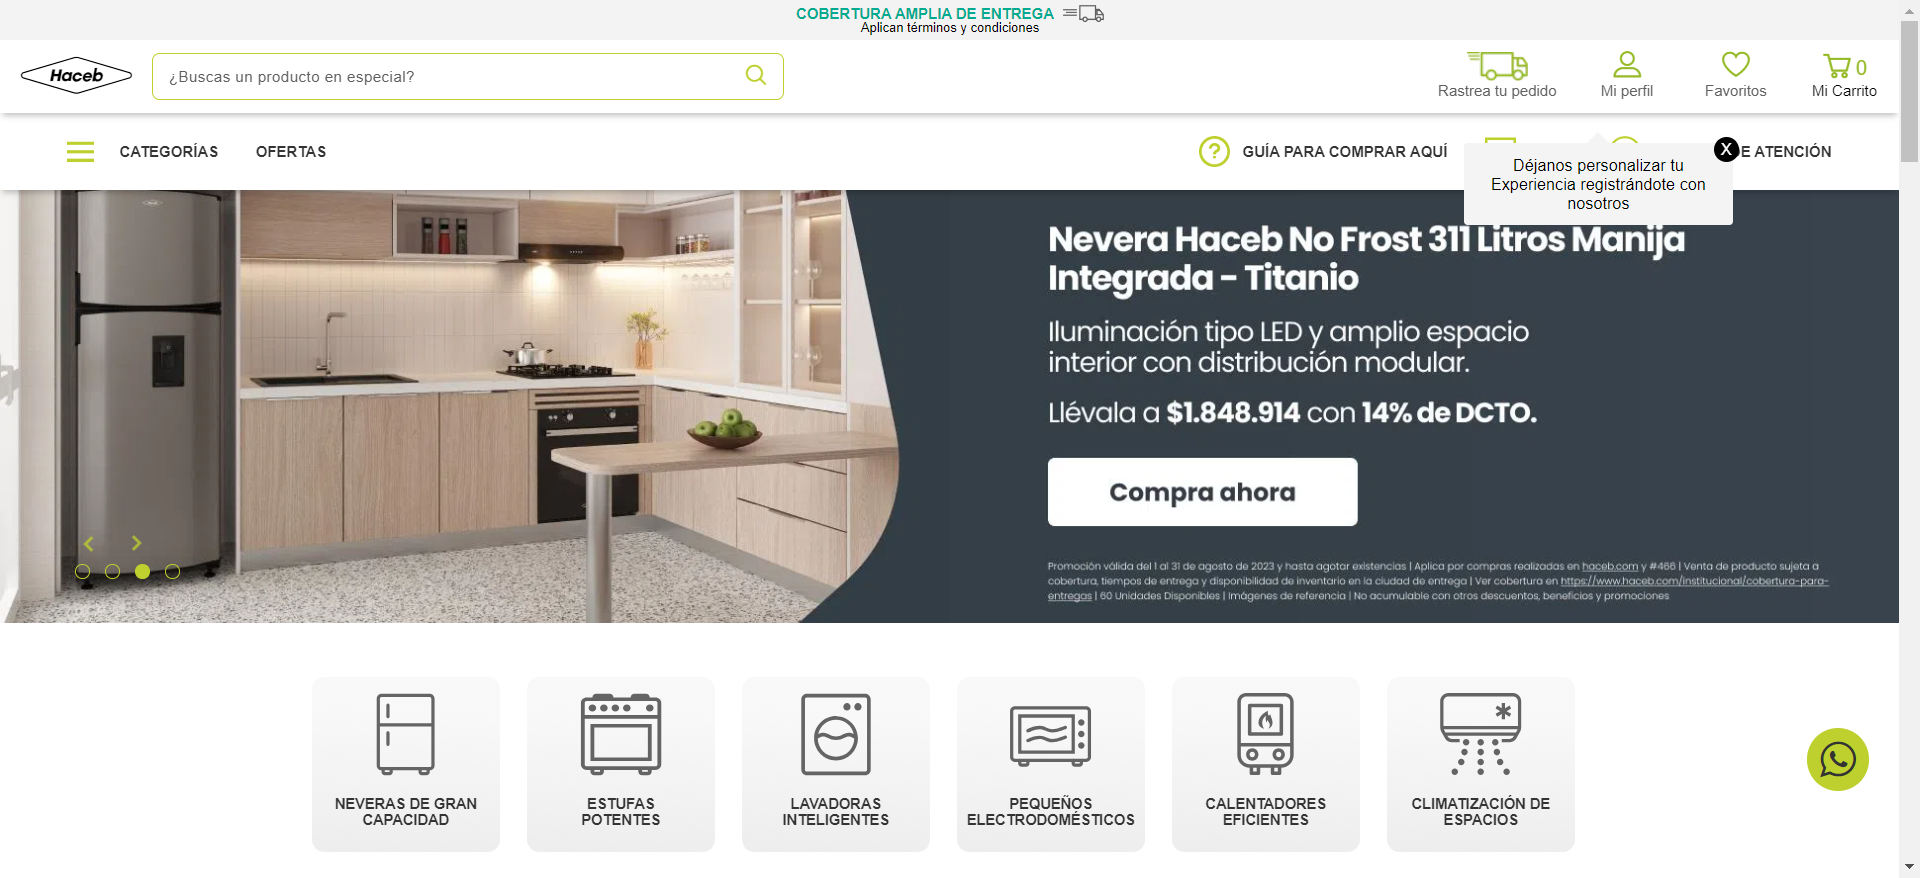 COBERTURA AMPLIA DE ENTREGA
Aplican términos y condiciones
Haceb
¿Buscas un producto en especial?
Rastrea tu pedido
Mi perfil
Favoritos
0
Mi Carrito
CATEGORÍAS
OFERTAS
GUÍA PARA COMPRAR AQUÍ
E ATENCIÓN
X
Déjanos personalizar tu
Experiencia registrándote con
nosotros
Nevera Haceb No Frost 311 Litros Manija
Integrada - Titanio
Iluminación tipo LED y amplio espacio
interior con distribución modular.
Llévala a $1.848.914 con 14% de DCTO.
Compra ahora
Promoción válida del 1 al 31 de agosto de 2023 y hasta agotar existencias | Aplica por compras realizadas en haceb.com y #466 | Venta de producto sujeta a
cobertura, tiempos de entrega y disponibilidad de inventario en la ciudad de entrega | Ver cobertura en https://www.haceb.com/institucional/cobertura-para-
entregas | 60 Unidades Disponibles | Imágenes de referencia | No acumulable con otros descuentos, beneficios y promociones
NEVERAS DE GRAN
CAPACIDAD
ESTUFAS
POTENTES
LAVADORAS
INTELIGENTES
PEQUEÑOS
ELECTRODOMÉSTICOS
CALENTADORES
EFICIENTES
CLIMATIZACIÓN DE
ESPACIOS